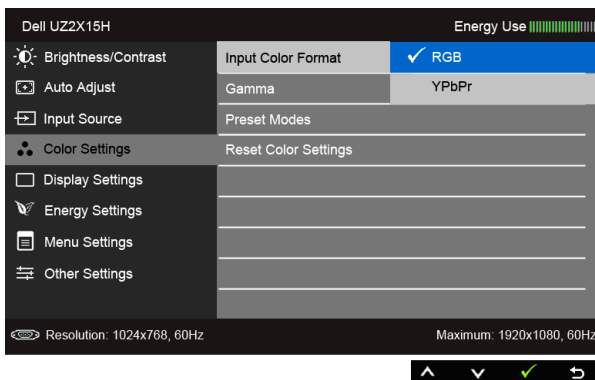 Dell UZ2X15H
Energy Use
Brightness/Contrast
Input Color Format
RGB
Auto Adjust
Gamma
YPbPr
Input Source
Preset Modes
Color Settings
Reset Color Settings
Display Settings
Energy Settings
Menu Settings
Other Settings
Resolution: 1024x768, 60Hz
Maximum: 1920x1080, 60Hz